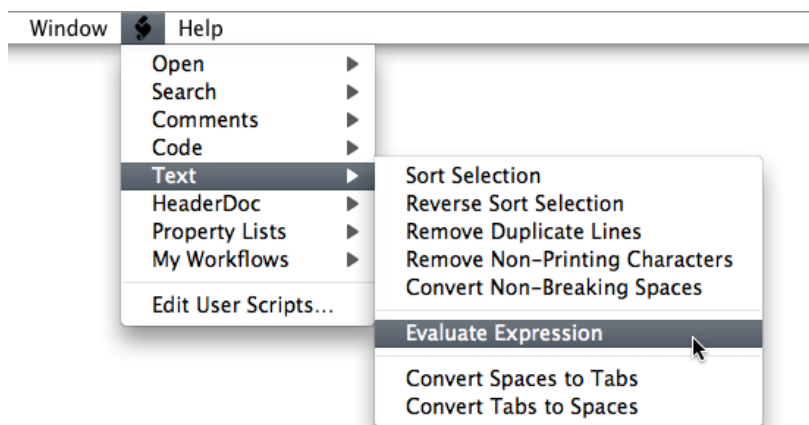 Window Help
Open
Search
Comments
Code
Text
HeaderDoc
Property Lists
My Workflows
Edit User Scripts...
Sort Selection
Reverse Sort Selection
Remove Duplicate Lines
Remove Non-Printing Characters
Convert Non-Breaking Spaces
Evaluate Expression
Convert Spaces to Tabs
Convert Tabs to Spaces